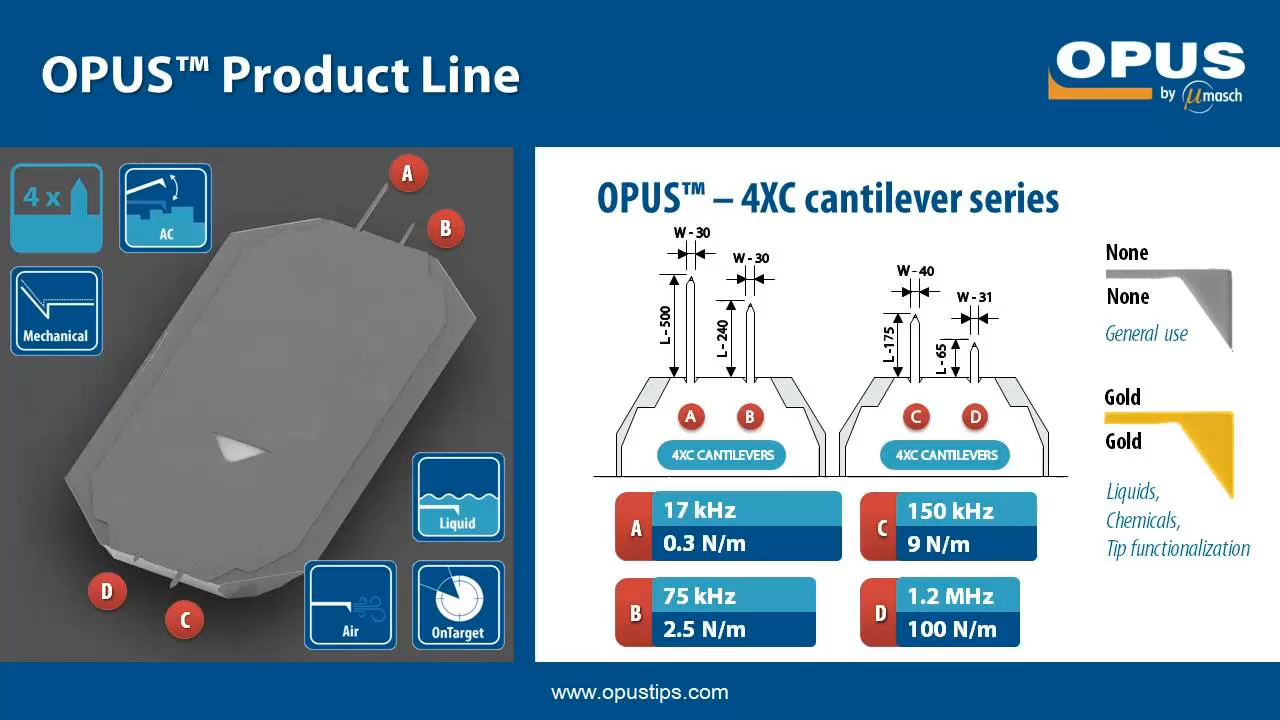 OPUS™ Product Line
OPUS
by µmasch
4 x
AC
Mechanical
A
B
Liquid
D
C
Air
OnTarget
OPUS™ – 4XC cantilever series
W - 30
W - 30
L - 500
L - 240
W - 40
W - 31
L -175
L - 65
A
B
C
D
4XC CANTILEVERS
4XC CANTILEVERS
A
17 kHz
0.3 N/m
C
150 kHz
9 N/m
B
75 kHz
2.5 N/m
D
1.2 MHz
100 N/m
None
None
General use
Gold
Gold
Liquids,
Chemicals,
Tip functionalization
www.opustips.com